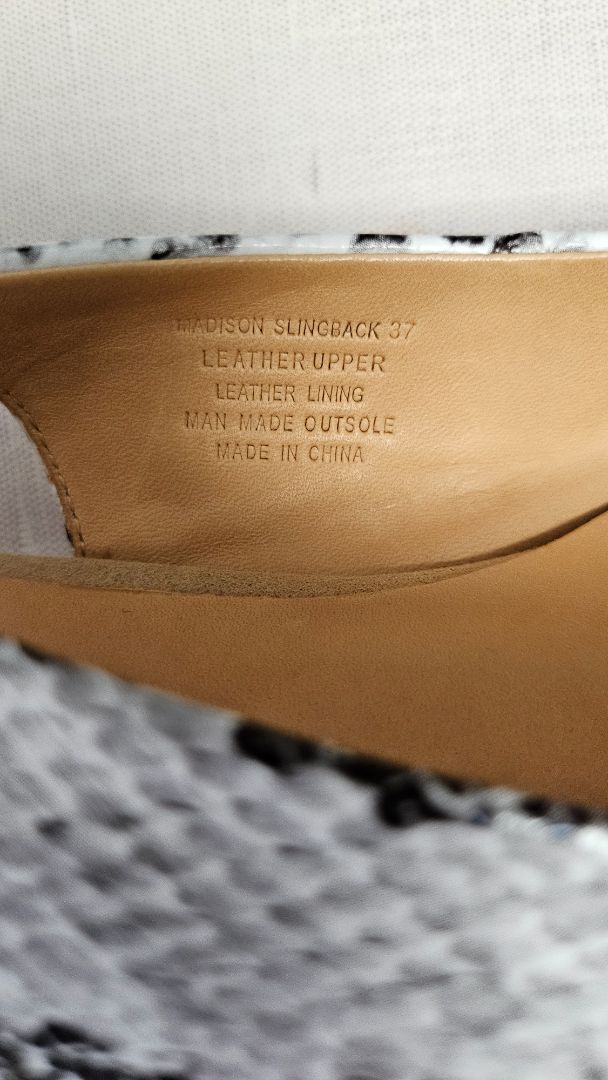 MADISON SLINGBACK 37
LEATHER UPPER
LEATHER LINING
MAN MADE OUTSOLE
MADE IN CHINA